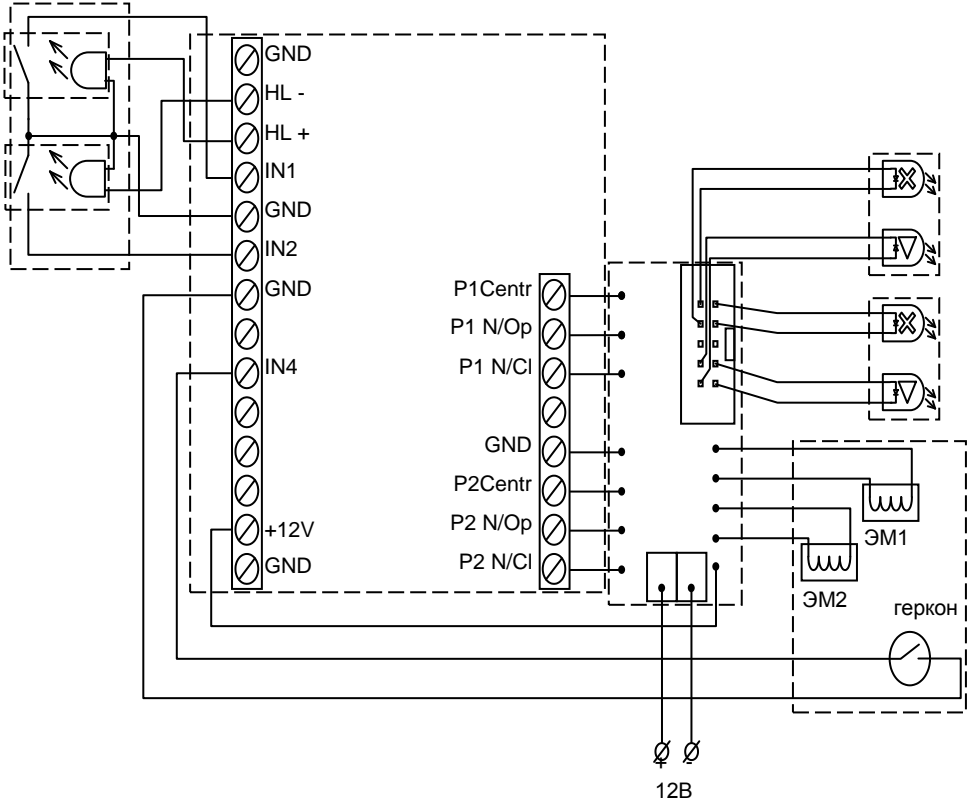 GND
HL -
HL +
IN1
GND
IN2
GND
IN4
+12V
GND
P1Centr
P1 N/Op
P1 N/Cl
GND
P2Centr
P2 N/Op
P2 N/Cl
ЭМ1
ЭМ2
геркон
+ -
12В